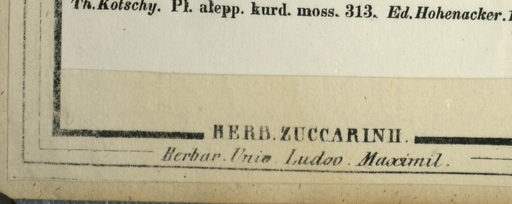 Th. Kotschy. Pl. alepp. kurd. moss. 313. Ed. Hohenacker.
HERB. ZUCCARINII.
Herbar. Univ. Ludov. Maximil.